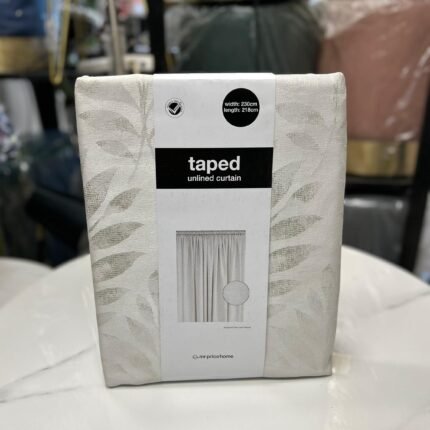 width: 230cm
length: 218cm
taped
unlined curtain
mrpricehome